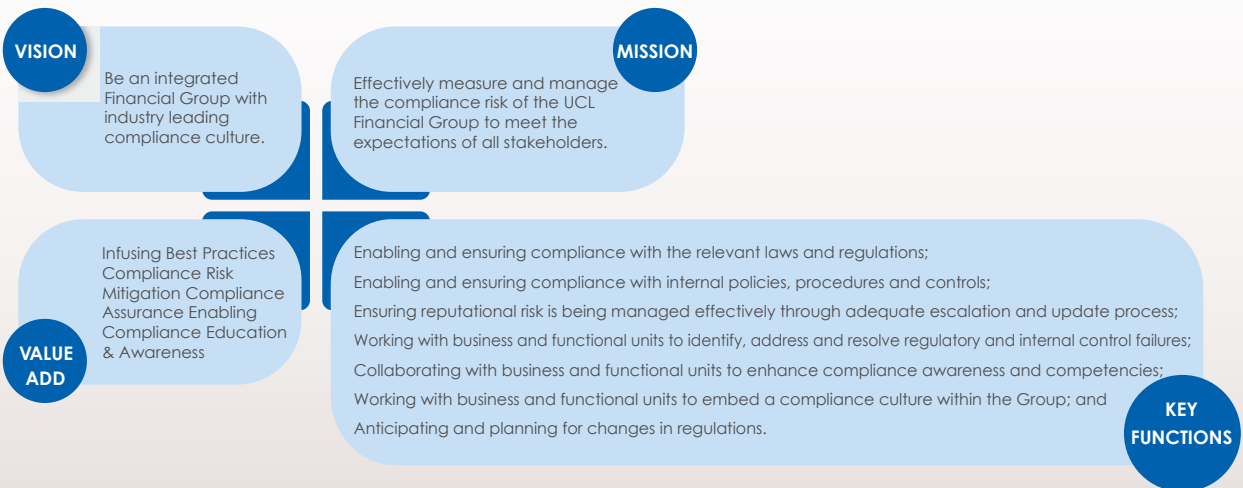 VISION
Be an integrated
Financial Group with
industry leading
compliance culture.
MISSION
Effectively measure and manage
the compliance risk of the UCL
Financial Group to meet the
expectations of all stakeholders.
VALUE
ADD
Infusing Best Practices
Compliance Risk
Mitigation Compliance
Assurance Enabling
Compliance Education
& Awareness
Enabling and ensuring compliance with the relevant laws and regulations;
Enabling and ensuring compliance with internal policies, procedures and controls;
Ensuring reputational risk is being managed effectively through adequate escalation and update process;
Working with business and functional units to identify, address and resolve regulatory and internal control failures;
Collaborating with business and functional units to enhance compliance awareness and competencies;
Working with business and functional units to embed a compliance culture within the Group; and
Anticipating and planning for changes in regulations.
KEY
FUNCTIONS